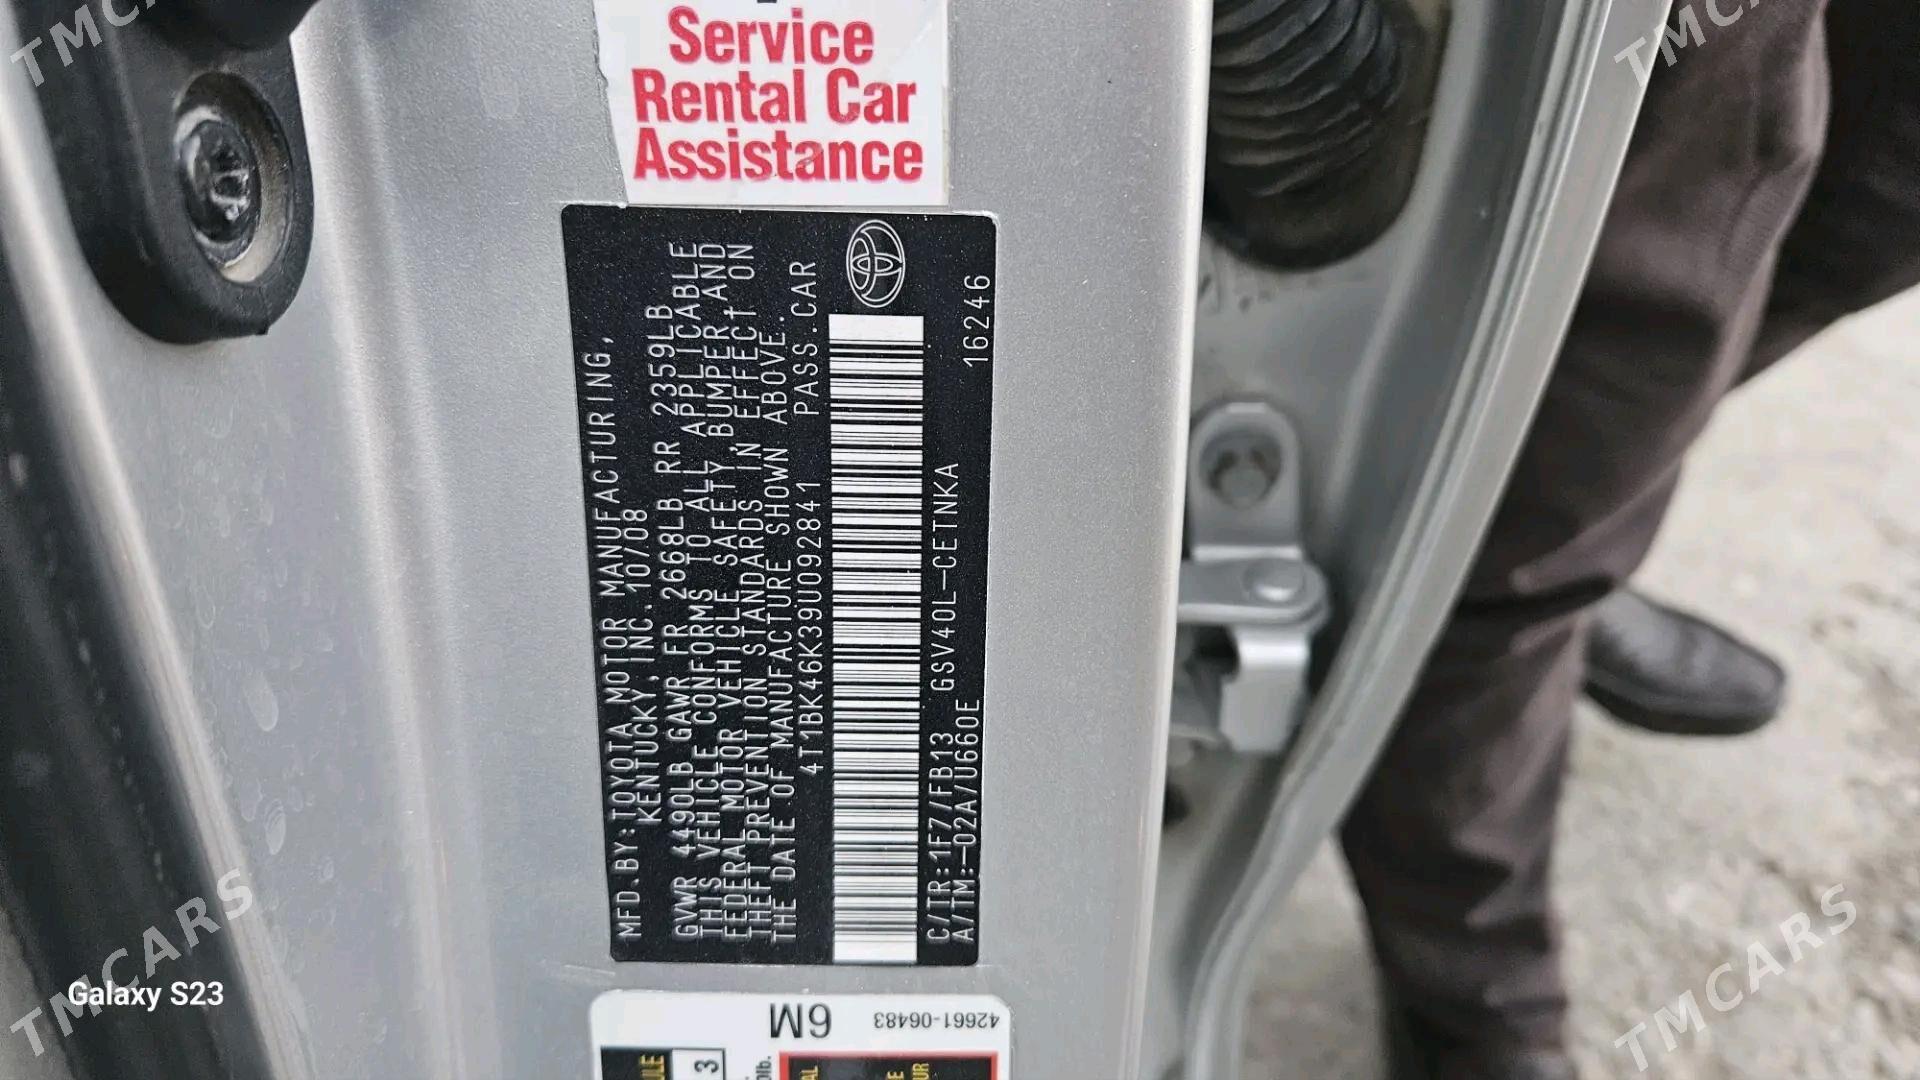 Service
Rental Car
Assistance
MFD.BY:TOYOTA MOTOR MANUFACTURING,
KENTUCKY,INC. 10/08
GVWR 4490LB GAWR FR 2668LB RR 2359LB
THIS VEHICLE CONFORMS TO ALL APPLICABLE
FEDERAL MOTOR VEHICLE SAFETY,BUMPER,AND
THEFT PREVENTION STANDARDS IN EFFECT ON
THE DATE OF MANUFACTURE SHOWN ABOVE.
4T1BK46K39U092841 PASS.CAR
C/TR:1F7/FB13 GSV40L-CETNKA
A/TM:-02A/U660E 16246
6M
42661-06483
3
TMCARS
TMCARS
TMCARS
TMCARS
Galaxy S23